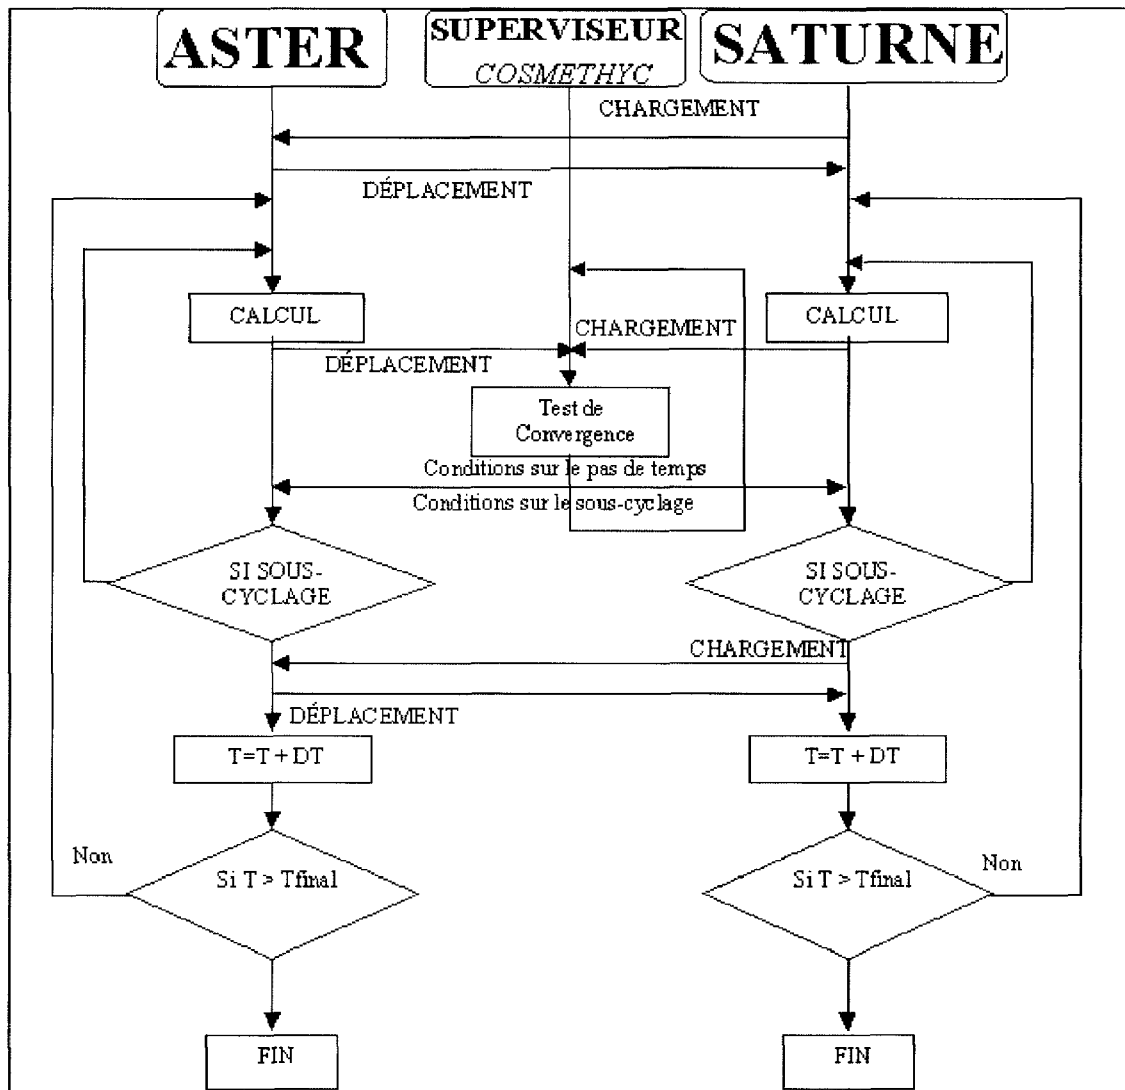 ASTER
SUPERVISEUR
COSMETHYC
SATURNE
CHARGEMENT
DÉPLACEMENT
CALCUL
CALCUL
CHARGEMENT
DÉPLACEMENT
Test de
Convergence
Conditions sur le pas de temps
Conditions sur le sous-cyclage
SI SOUS-
CYCLAGE
SI SOUS-
CYCLAGE
CHARGEMENT
DÉPLACEMENT
T=T + DT
T=T + DT
Non
Si T > Tfinal
Si T > Tfinal
Non
FIN
FIN